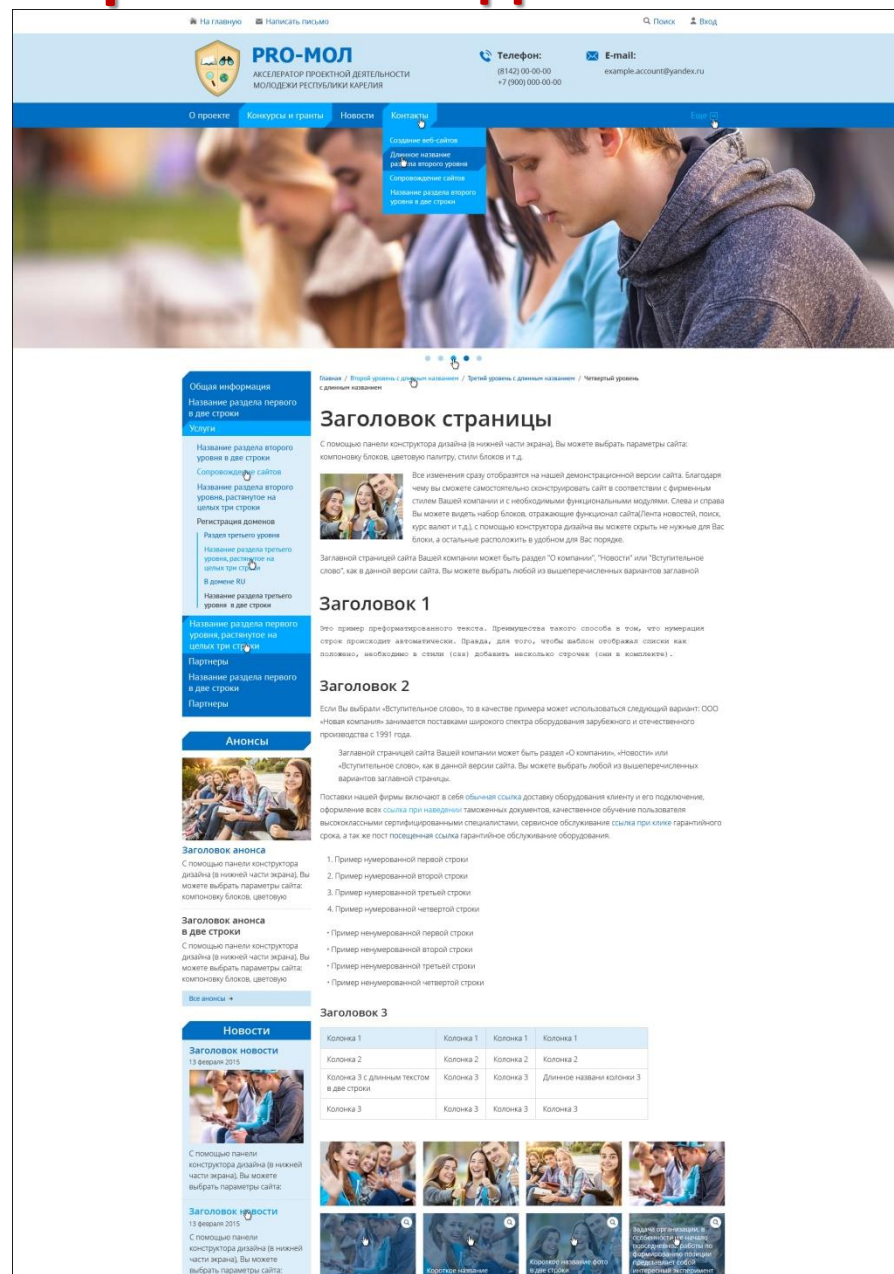 На главную
Написать письмо
Поиск
Вход
PRO-МОЛ
АКСЕЛЕРАТОР ПРОЕКТНОЙ ДЕЯТЕЛЬНОСТИ
МОЛОДЕЖИ РЕСПУБЛИКИ КАРЕЛИЯ
Телефон:
(8142) 00-00-00
+7 (900) 000-00-00
E-mail:
example.account@yandex.ru
О проекте
Конкурсы и гранты
Новости
Контакты
Еще
Создание веб-сайтов
Длинное название
раздела второго уровня
Сопровождение сайтов
Название раздела второго
уровня в две строки
Общая информация
Название раздела первого
в две строки
Услуги
Название раздела второго
уровня в две строки
Сопровождение сайтов
Название раздела второго
уровня, растянутое на
целых три строки
Регистрация доменов
Раздел третьего уровня
Название раздела третьего
уровня, растянутое на
целых три строки
В домене RU
Название раздела третьего
уровня в две строки
Название раздела первого
уровня, растянутое на
целых три строки
Партнеры
Название раздела первого
в две строки
Партнеры
Анонсы
Заголовок анонса
С помощью панели конструктора
дизайна (в нижней части экрана), Вы
можете выбрать параметры сайта:
компоновку блоков, цветовую
Заголовок анонса
в две строки
С помощью панели конструктора
дизайна (в нижней части экрана), Вы
можете выбрать параметры сайта:
компоновку блоков, цветовую
Все анонсы →
Новости
Заголовок новости
13 февраля 2015
С помощью панели
конструктора дизайна (в нижней
части экрана), Вы можете
выбрать параметры сайта:
Заголовок новости
13 февраля 2015
С помощью панели
конструктора дизайна (в нижней
части экрана), Вы можете
выбрать параметры сайта:
Главная / Второй уровень с длинным названием / Третий уровень с длинным названием / Четвертый уровень
с длинным названием
Заголовок страницы
С помощью панели конструктора дизайна (в нижней части экрана), Вы можете выбрать параметры сайта:
компоновку блоков, цветовую палитру, стили блоков и т.д.
Все изменения сразу отобразятся на нашей демонстрационной версии сайта. Благодаря
чему вы сможете самостоятельно сконструировать сайт в соответствии с фирменным
стилем Вашей компании и с необходимыми функциональными модулями. Слева и справа
Вы можете видеть набор блоков, отражающие функционал сайта(Лента новостей, поиск,
курс валют и т.д.), с помощью конструктора дизайна вы можете скрыть не нужные для Вас
блоки, а остальные расположить в удобном для Вас порядке.
Заглавной страницей сайта Вашей компании может быть раздел "О компании", "Новости" или "Вступительное
слово", как в данной версии сайта. Вы можете выбрать любой из вышеперечисленных вариантов заглавной
Заголовок 1
Это пример преформатированного текста. Преимущества такого способа в том, что нумерация
строк происходит автоматически. Правда, для того, чтобы шаблон отображал списки как
положено, необходимо в стили (css) добавить несколько строчек (они в комплекте).
Заголовок 2
Если Вы выбрали «Вступительное слово», то в качестве примера может использоваться следующий вариант: ООО
«Новая компания» занимается поставками широкого спектра оборудования зарубежного и отечественного
производства с 1991 года.
Заглавной страницей сайта Вашей компании может быть раздел «О компании», «Новости» или
«Вступительное слово», как в данной версии сайта. Вы можете выбрать любой из вышеперечисленных
вариантов заглавной страницы.
Поставки нашей фирмы включают в себя обычная ссылка доставку оборудования клиенту и его подключение,
оформление всех ссылка при наведении таможенных документов, качественное обучение пользователя
высококлассными сертифицированными специалистами, сервисное обслуживание ссылка при клике гарантийного
срока, а так же пост посещенная ссылка гарантийное обслуживание оборудования.
1. Пример нумерованной первой строки
2. Пример нумерованной второй строки
3. Пример нумерованной третьей строки
4. Пример нумерованной четвертой строки
• Пример ненумерованной первой строки
• Пример ненумерованной второй строки
• Пример ненумерованной третьей строки
• Пример ненумерованной четвертой строки
Заголовок 3
Колонка 1 Колонка 1 Колонка 1 Колонка 1
Колонка 2 Колонка 2 Колонка 2 Колонка 2
Колонка 3 с длинным текстом
в две строки Колонка 3 Колонка 3 Длинное названи колонки 3
Колонка 3 Колонка 3 Колонка 3 Колонка 3
Короткое название
Короткое название фото
в две строки
Задача организации, в
особенности же начало
повседневной работы по
формированию позиции
представляет собой
интересный эксперимент